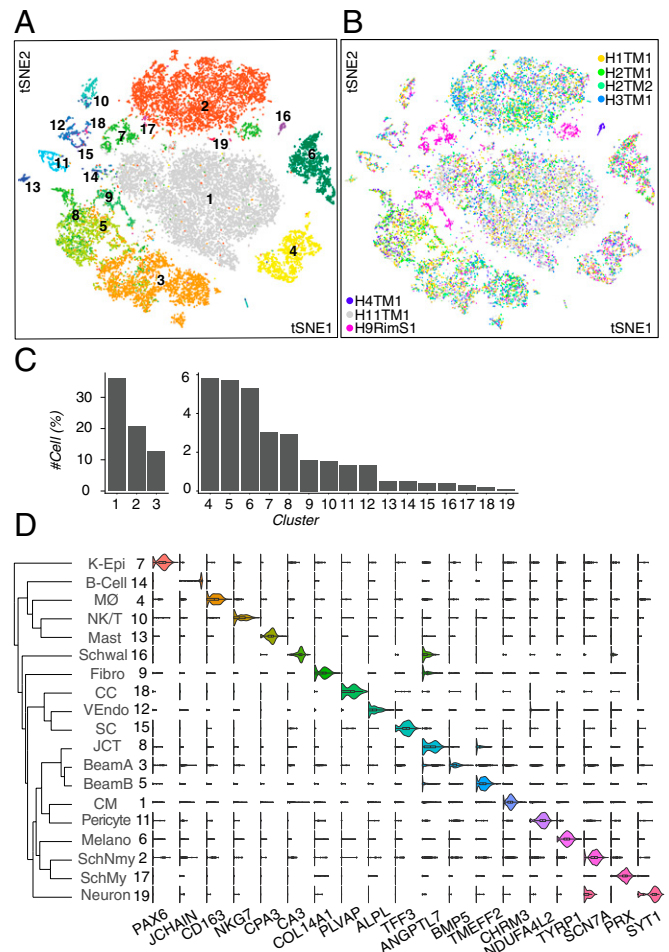 A
B
tSNE2
10
12
18
7
17
2
16
19
6
11
15
14
13
9
1
8
5
4
3
tSNE1
tSNE2
H1TM1
H2TM1
H2TM2
H3TM1
H4TM1
H11TM1
H9RimS1
tSNE1
C
#Cell (%)
30
20
10
0
1 2 3
6
4
2
0
4 5 6 7 8 9 10 11 12 13 14 15 16 17 18 19
Cluster
D
K-Epi 7
B-Cell 14
MØ 4
NK/T 10
Mast 13
Schwal 16
Fibro 9
CC 18
VEndo 12
SC 15
JCT 8
BeamA 3
BeamB 5
CM 1
Pericyte 11
Melano 6
SchNmy 2
SchMy 17
Neuron 19
PAX6
JCHAIN
CD163
NKG7
CPA3
CA3
COL14A1
PLVAP
ALPL
TFF3
ANGPTL7
BMP5
TMEFF2
CHRM3
NDUFA4L2
TYRP1
SCN7A
PRX
SYT1